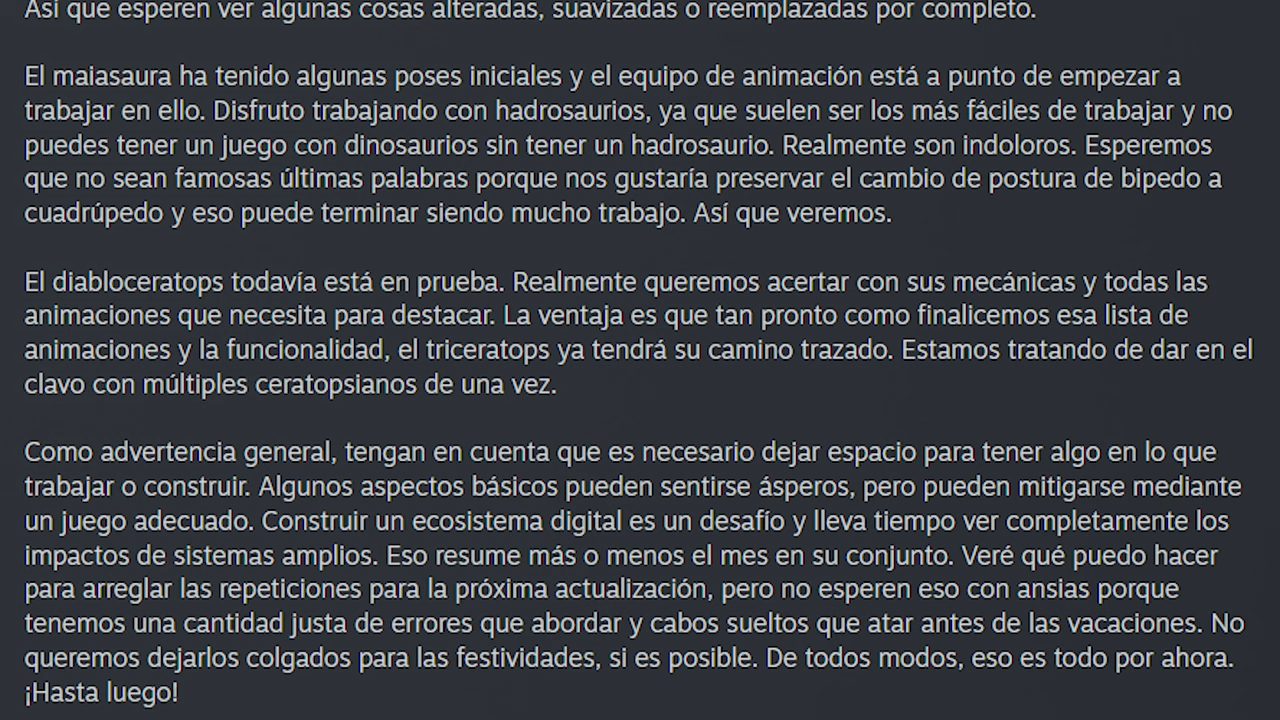 Así que esperen ver algunas cosas alteradas, suavizadas o reemplazadas por completo.
El maiasaura ha tenido algunas poses iniciales y el equipo de animación está a punto de empezar a
trabajar en ello. Disfruto trabajando con hadrosaurios, ya que suelen ser los más fáciles de trabajar y no
puedes tener un juego con dinosaurios sin tener un hadrosaurio. Realmente son indoloros. Esperemos
que no sean famosas últimas palabras porque nos gustaría preservar el cambio de postura de bipedo a
cuadrúpedo y eso puede terminar siendo mucho trabajo. Así que veremos.
El diabloceratops todavía está en prueba. Realmente queremos acertar con sus mecánicas y todas las
animaciones que necesita para destacar. La ventaja es que tan pronto como finalicemos esa lista de
animaciones y la funcionalidad, el triceratops ya tendrá su camino trazado. Estamos tratando de dar en el
clavo con múltiples ceratopsianos de una vez.
Como advertencia general, tengan en cuenta que es necesario dejar espacio para tener algo en lo que
trabajar o construir. Algunos aspectos básicos pueden sentirse ásperos, pero pueden mitigarse mediante
un juego adecuado. Construir un ecosistema digital es un desafío y lleva tiempo ver completamente los
impactos de sistemas amplios. Eso resume más o menos el mes en su conjunto. Veré qué puedo hacer
para arreglar las repeticiones para la próxima actualización, pero no esperen eso con ansias porque
tenemos una cantidad justa de errores que abordar y cabos sueltos que atar antes de las vacaciones. No
queremos dejarlos colgados para las festividades, si es posible. De todos modos, eso es todo por ahora.
¡Hasta luego!